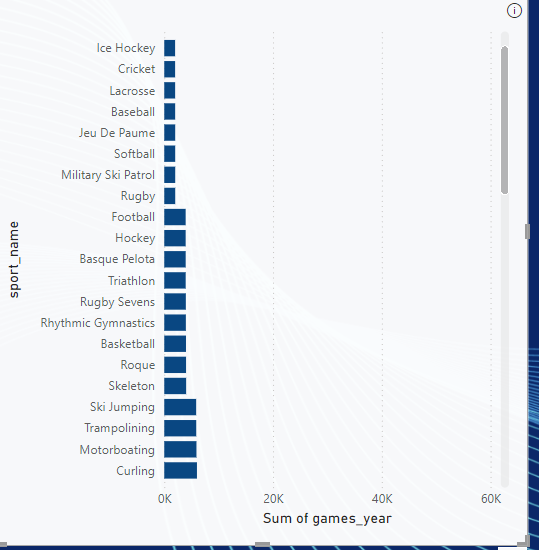 Ice Hockey
Cricket
Lacrosse
Baseball
Jeu De Paume
Softball
Military Ski Patrol
Rugby
Football
Hockey
Basque Pelota
Triathlon
Rugby Sevens
Rhythmic Gymnastics
Basketball
Roque
Skeleton
Ski Jumping
Trampolining
Motorboating
Curling
sport_name
0K 20K 40K 60K
Sum of games_year